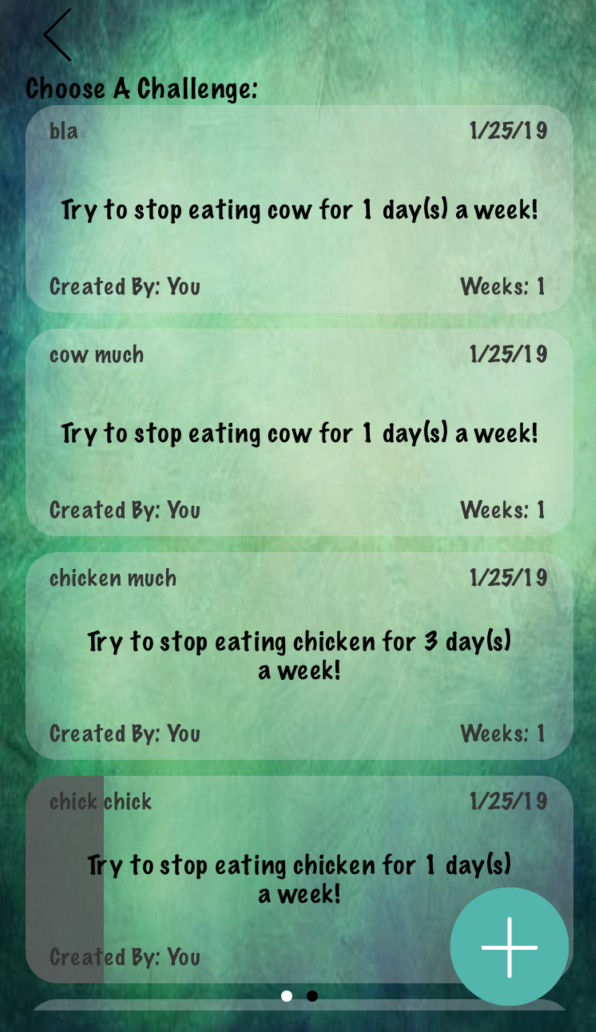 Choose A Challenge:
bla 1/25/19
Try to stop eating cow for 1 day(s) a week!
Created By: You Weeks: 1
cow much 1/25/19
Try to stop eating cow for 1 day(s) a week!
Created By: You Weeks: 1
chicken much 1/25/19
Try to stop eating chicken for 3 day(s)
a week!
Created By: You Weeks: 1
chick chick 1/25/19
Try to stop eating chicken for 1 day(s)
a week!
Created By: You